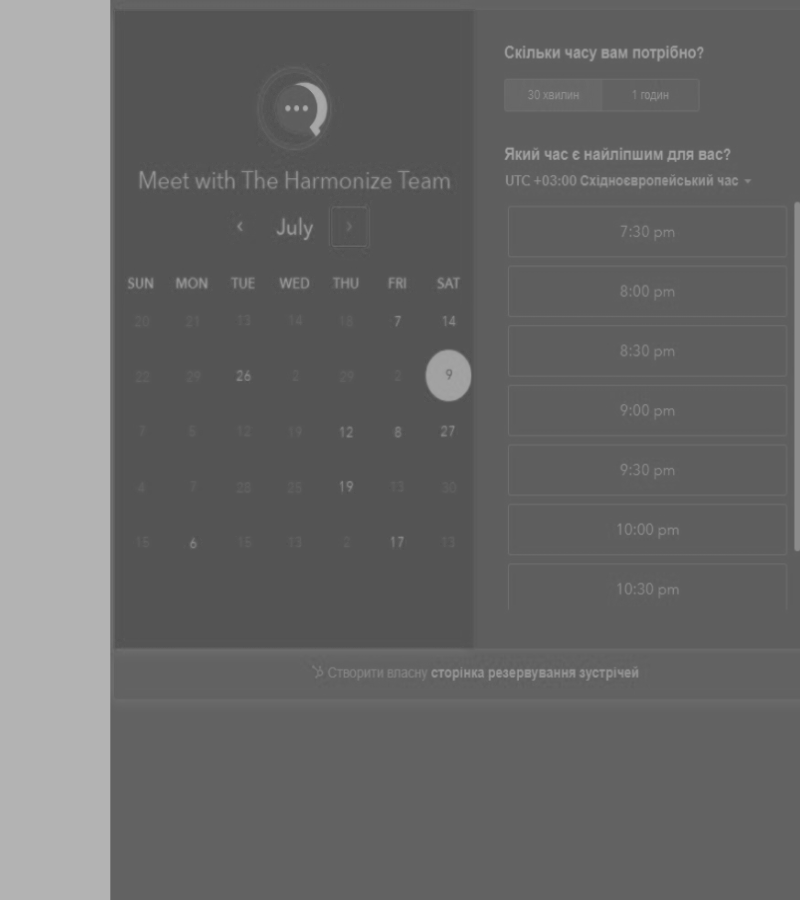 Meet with The Harmonize Team
July
SUN MON TUE WED THU FRI SAT
20 21 13 14 18 7 14
26 2 29 2 9
7 5 12 19 12 8 27
4 7 28 25 19 13 30
15 6 15 13 2 17 13
Скільки часу вам потрібно?
30 хвилин 1 годин
Який час є найліпшим для вас?
UTC +03:00 Східноєвропейський час
7:30 pm
8:00 pm
8:30 pm
9:00 pm
9:30 pm
10:00 pm
10:30 pm
Створити власну сторінка резервування зустрічей